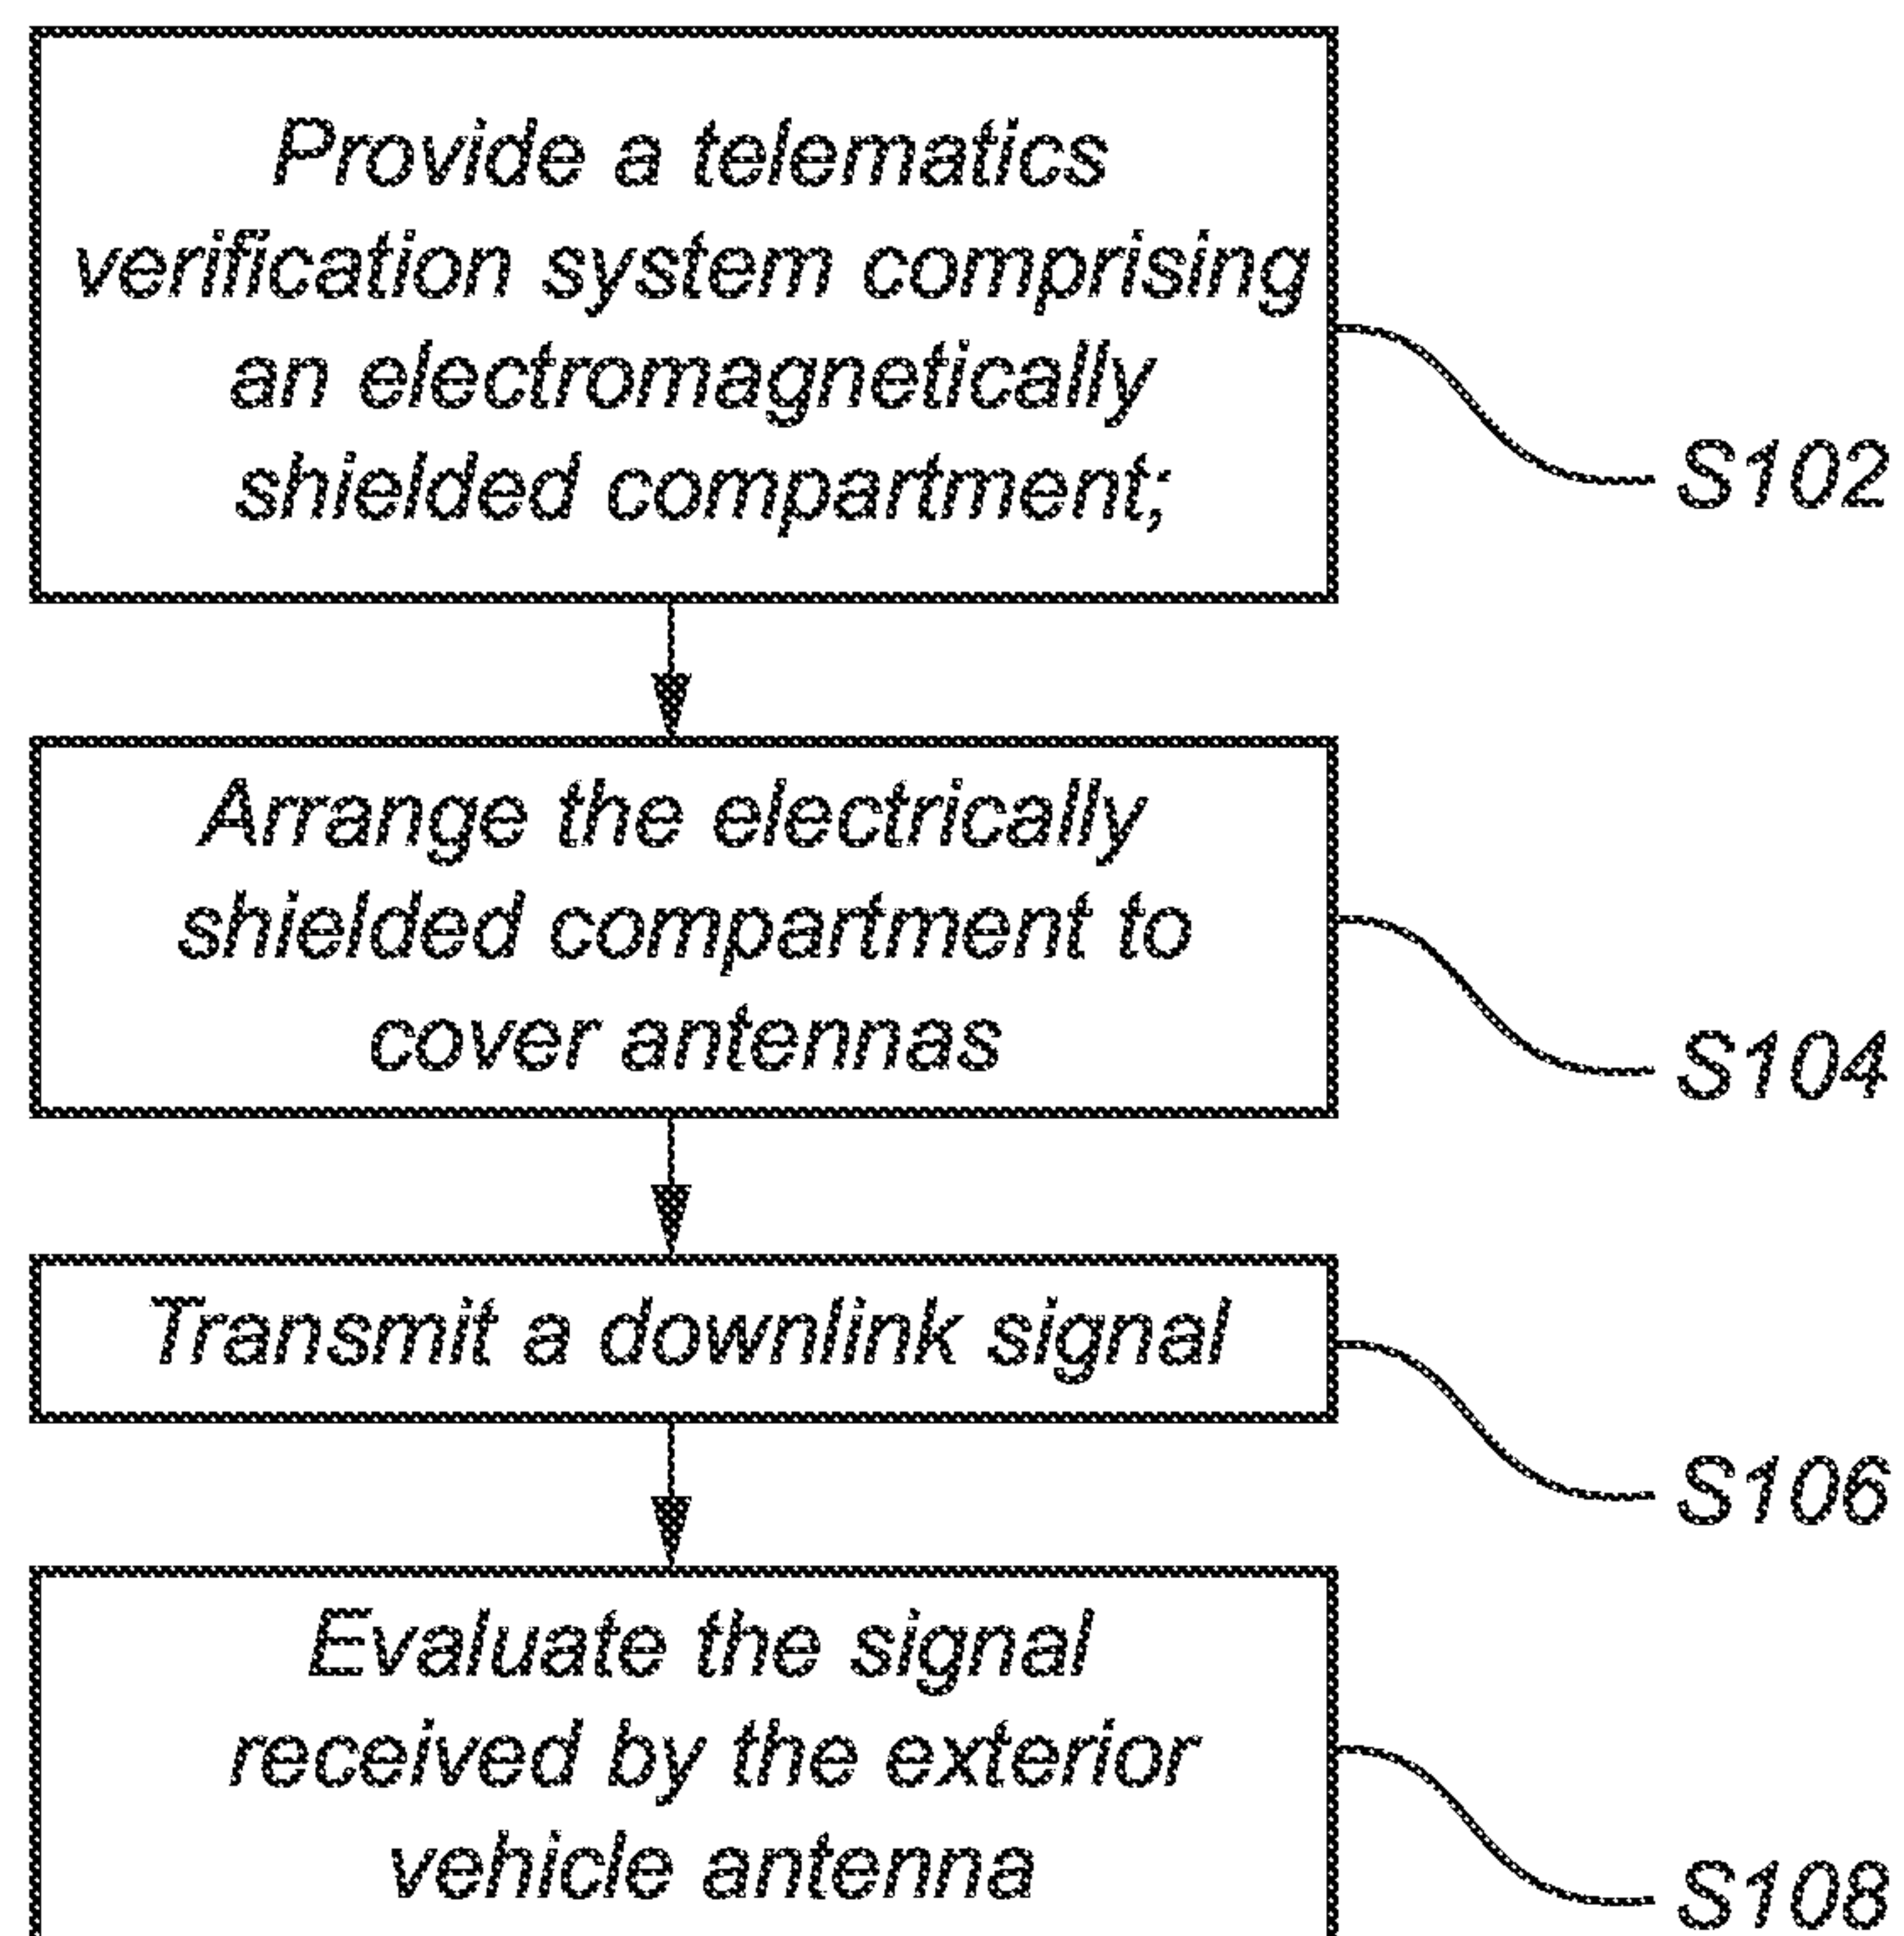 Provide a telematics
verification system comprising
an electromagnetically
shielded compartment;
S102
Arrange the electrically
shielded compartment to
cover antennas
S104
Transmit a downlink signal
S106
Evaluate the signal
received by the exterior
vehicle antenna
S108